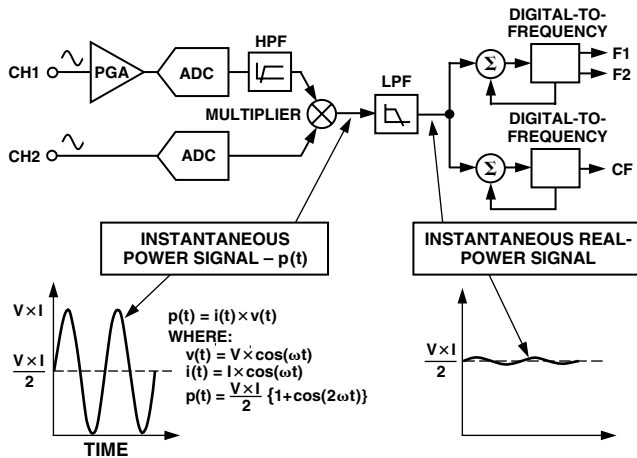 DIGITAL-TO-
FREQUENCY
HPF
F1
F2
CH1
PGA
ADC
Σ
LPF
MULTIPLIER
DIGITAL-TO-
FREQUENCY
CH2
ADC
Σ
CF
INSTANTANEOUS
POWER SIGNAL – p(t)
INSTANTANEOUS REAL-
POWER SIGNAL
V × I
p(t) = i(t) × v(t)
WHERE:
v(t) = V × cos(ωt)
i(t) = I × cos(ωt)
p(t) = V × I / 2 {1+cos(2ωt)}
V × I
2
TIME
V × I
2